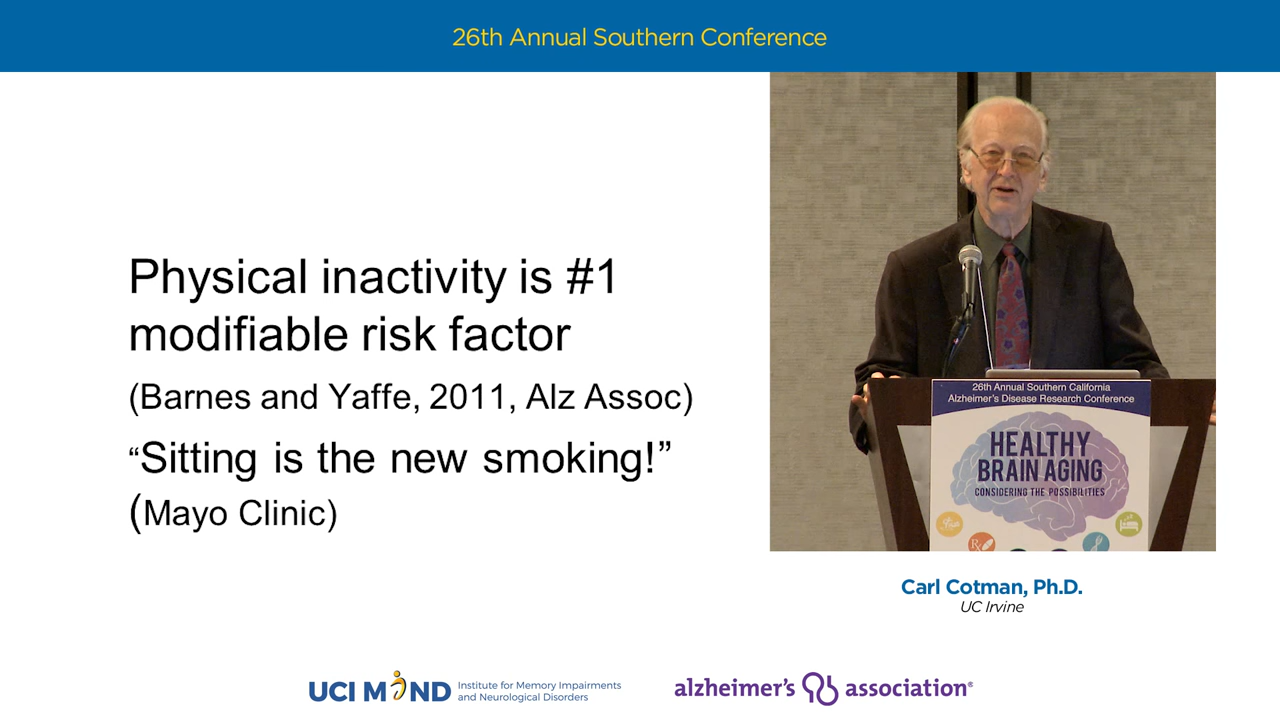 26th Annual Southern Conference
Physical inactivity is #1
modifiable risk factor
(Barnes and Yaffe, 2011, Alz Assoc)
“Sitting is the new smoking!”
(Mayo Clinic)
26th Annual Southern California
Alzheimer's Disease Research Conference
HEALTHY
BRAIN AGING
CONSIDERING THE POSSIBILITIES
Carl Cotman, Ph.D.
UC Irvine
UCI MIND Institute for Memory Impairments
and Neurological Disorders
alzheimer's association®